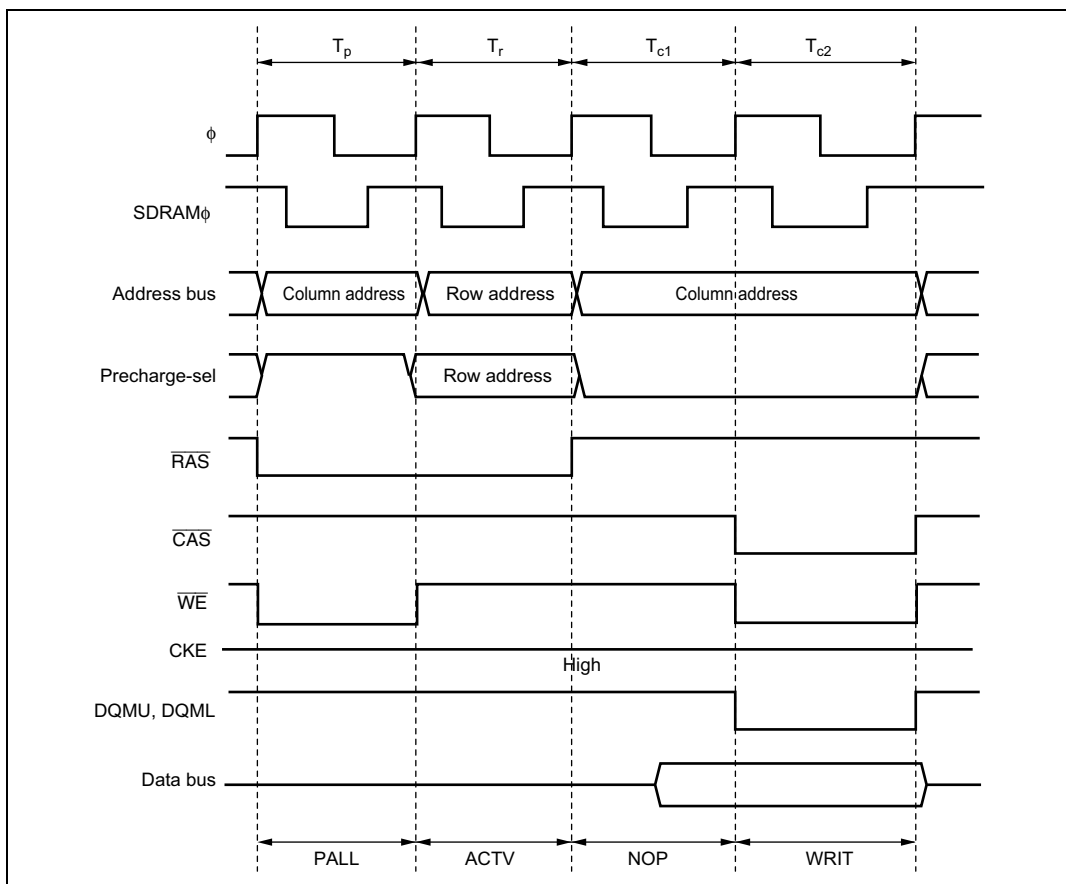 Tp Tr Tc1 Tc2
ϕ
SDRAMϕ
Address bus Column address Row address Column address
Precharge-sel Row address
RAS
CAS
WE
CKE
High
DQMU, DQML
Data bus
PALL ACTV NOP WRIT